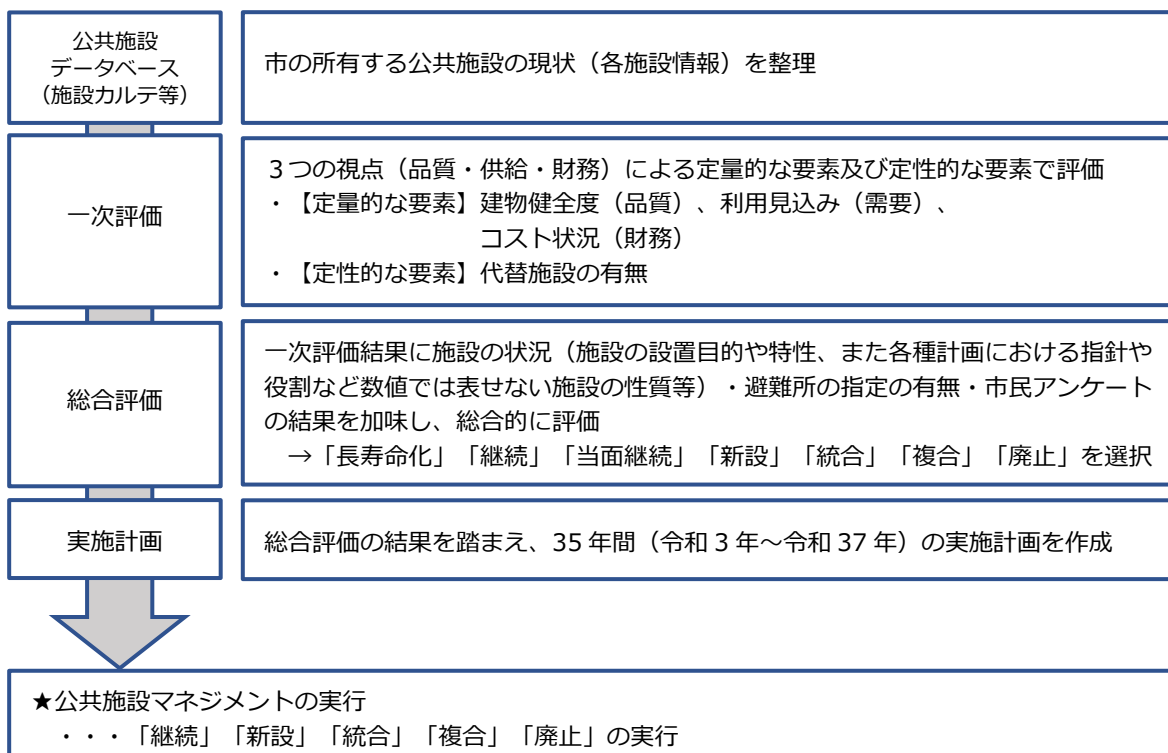 公共施設
データベース
（施設カルテ等）
市の所有する公共施設の現状（各施設情報）を整理
一次評価
３つの視点（品質・供給・財務）による定量的な要素及び定性的な要素で評価
・【定量的な要素】建物健全度（品質）、利用見込み（需要）、
コスト状況（財務）
・【定性的な要素】代替施設の有無
総合評価
一次評価結果に施設の状況（施設の設置目的や特性、また各種計画における指針や
役割など数値では表せない施設の性質等）・避難所の指定の有無・市民アンケート
の結果を加味し、総合的に評価
→「長寿命化」「継続」「当面継続」「新設」「統合」「複合」「廃止」を選択
実施計画
総合評価の結果を踏まえ、35 年間（令和 3 年～令和 37 年）の実施計画を作成
★公共施設マネジメントの実行
・・・「継続」「新設」「統合」「複合」「廃止」の実行